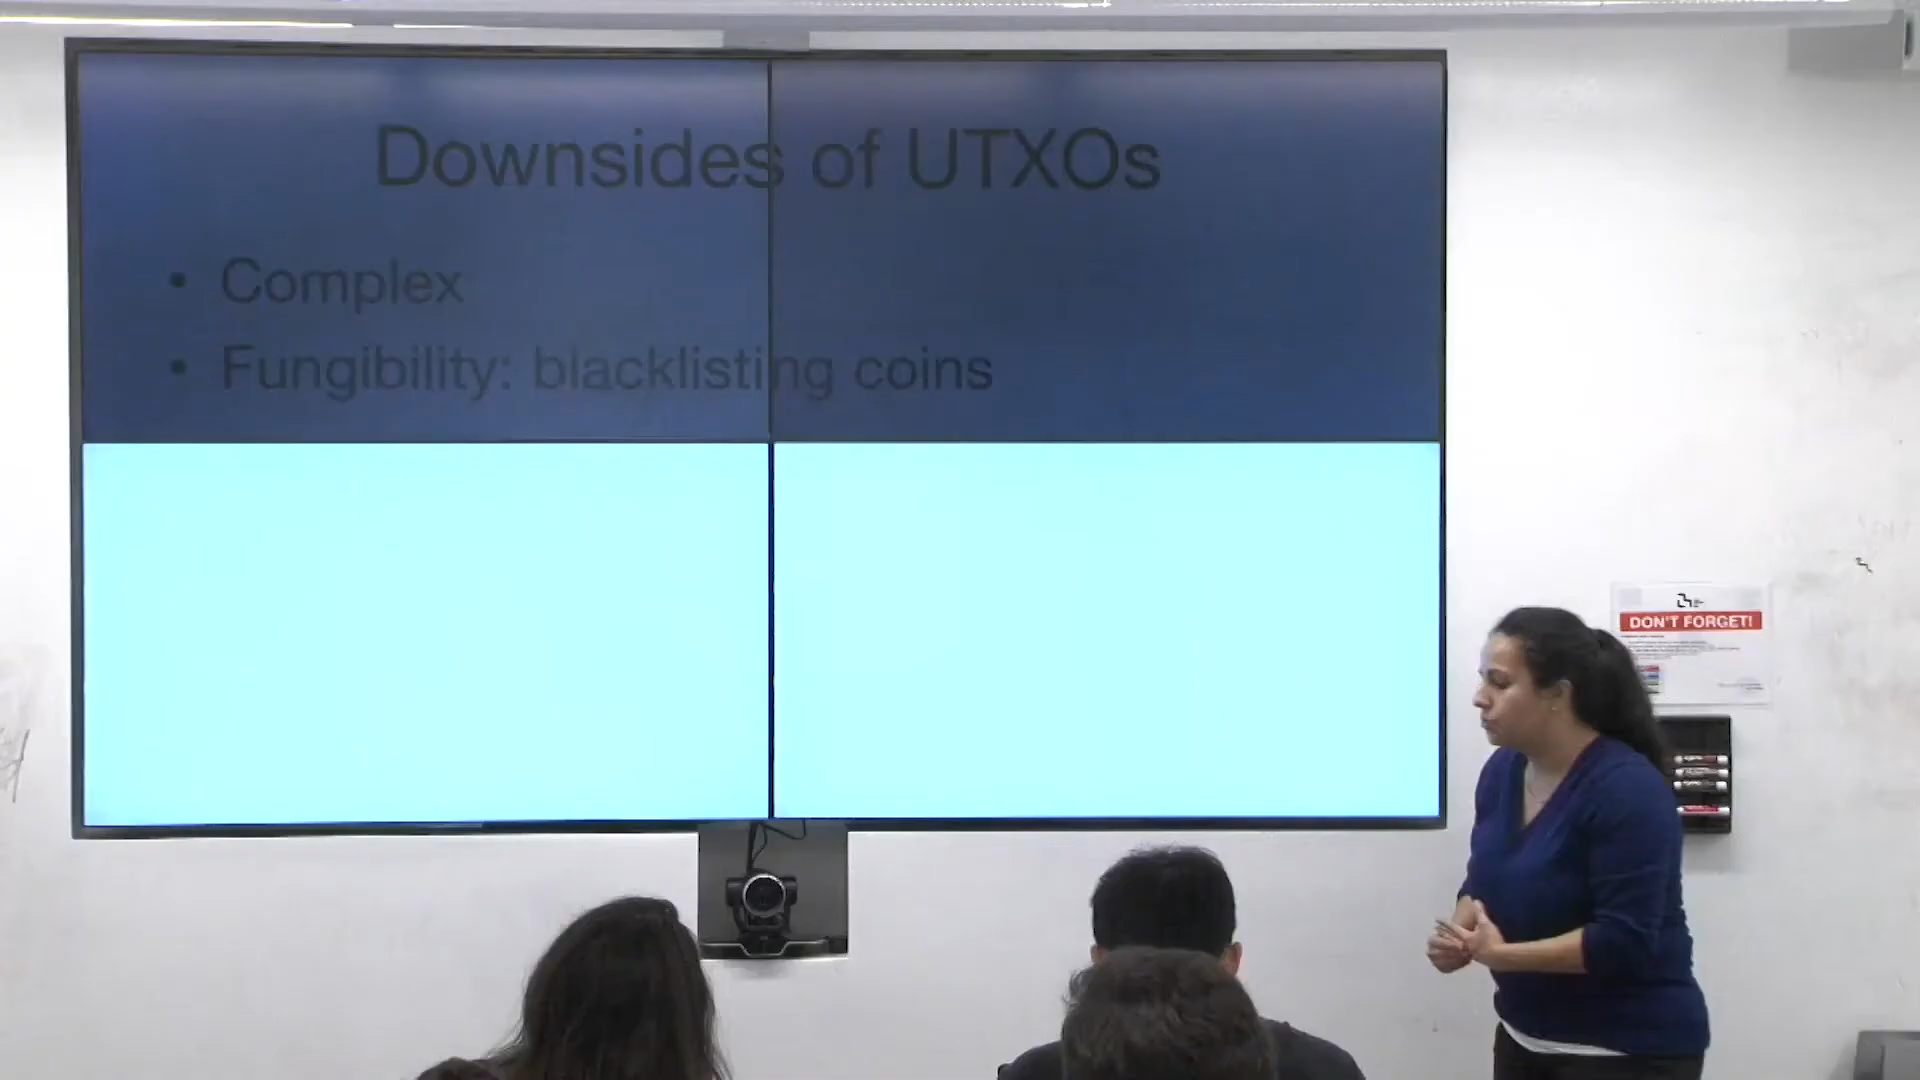 Downsides of UTXOs
• Complex
• Fungibility: blacklisting coins
DON'T FORGET!